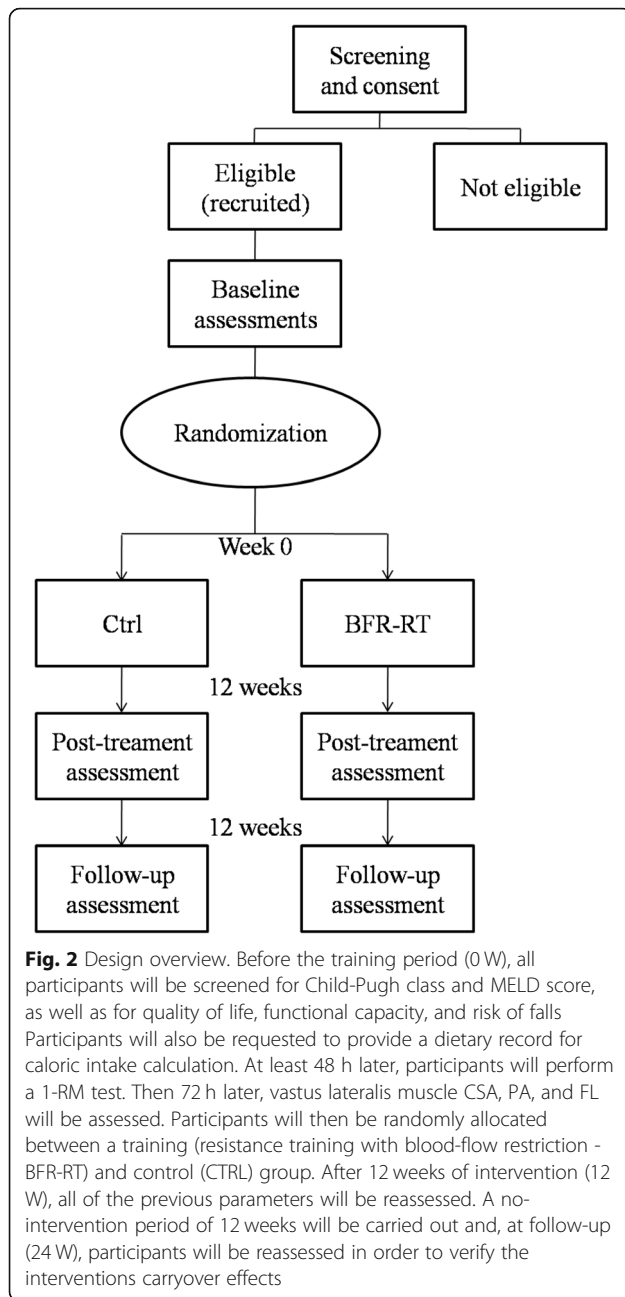 Screening
and consent
Eligible
(recruited)
Not eligible
Baseline
assessments
Randomization
Week 0
Ctrl
BFR-RT
12 weeks
Post-treament
assessment
Post-treament
assessment
12 weeks
Follow-up
assessment
Follow-up
assessment
Fig. 2 Design overview. Before the training period (0 W), all
participants will be screened for Child-Pugh class and MELD score,
as well as for quality of life, functional capacity, and risk of falls
Participants will also be requested to provide a dietary record for
caloric intake calculation. At least 48 h later, participants will perform
a 1-RM test. Then 72 h later, vastus lateralis muscle CSA, PA, and FL
will be assessed. Participants will then be randomly allocated
between a training (resistance training with blood-flow restriction -
BFR-RT) and control (CTRL) group. After 12 weeks of intervention (12
W), all of the previous parameters will be reassessed. A no-
intervention period of 12 weeks will be carried out and, at follow-up
(24 W), participants will be reassessed in order to verify the
interventions carryover effects